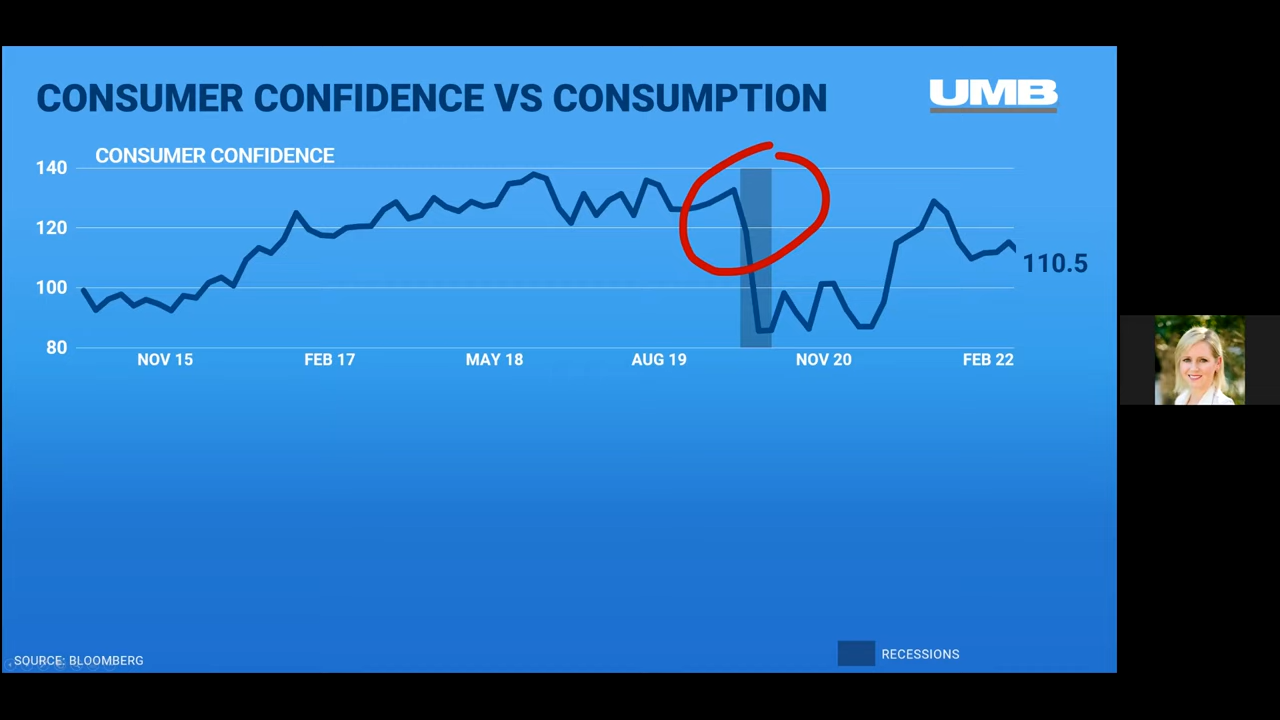 CONSUMER CONFIDENCE VS CONSUMPTION
UMB
CONSUMER CONFIDENCE
140
120
100
80
110.5
NOV 15 FEB 17 MAY 18 AUG 19 NOV 20 FEB 22
SOURCE: BLOOMBERG
RECESSIONS